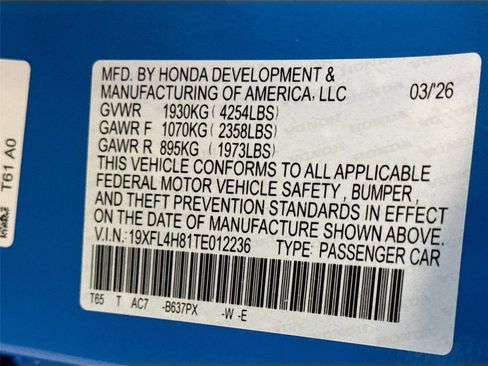 MFD. BY HONDA DEVELOPMENT &
MANUFACTURING OF AMERICA, LLC 03/'26
GVWR 1930KG(4254LBS)
GAWR F 1070KG(2358LBS)
GAWR R 895KG(1973LBS)
THIS VEHICLE CONFORMS TO ALL APPLICABLE
FEDERAL MOTOR VEHICLE SAFETY, BUMPER,
AND THEFT PREVENTION STANDARDS IN EFFECT
ON THE DATE OF MANUFACTURE SHOWN ABOVE.
V.I.N:19XFL4H81TE012236 TYPE: PASSENGER CAR
T65 T AC7 -B637PX -W -E
T61 A0